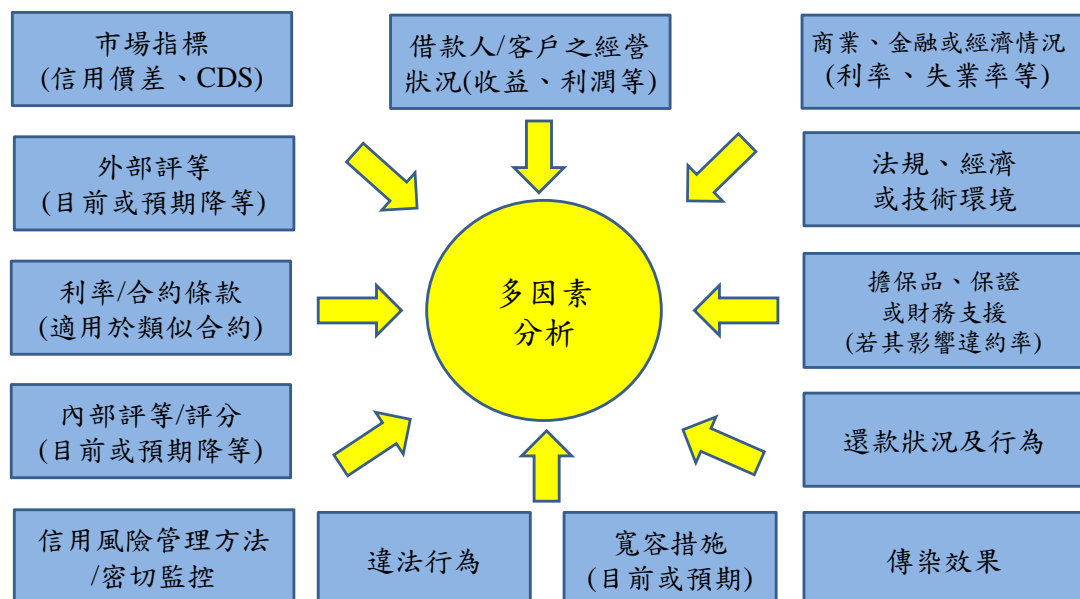 市場指標
(信用價差、CDS)
借款人/客戶之經營
狀況(收益、利潤等)
商業、金融或經濟情況
(利率、失業率等)
外部評等
(目前或預期降等)
法規、經濟
或技術環境
利率/合約條款
(適用於類似合約)
多因素
分析
擔保品、保證
或財務支援
(若其影響違約率)
內部評等/評分
(目前或預期降等)
還款狀況及行為
信用風險管理方法
/密切監控
違法行為
寬容措施
(目前或預期)
傳染效果